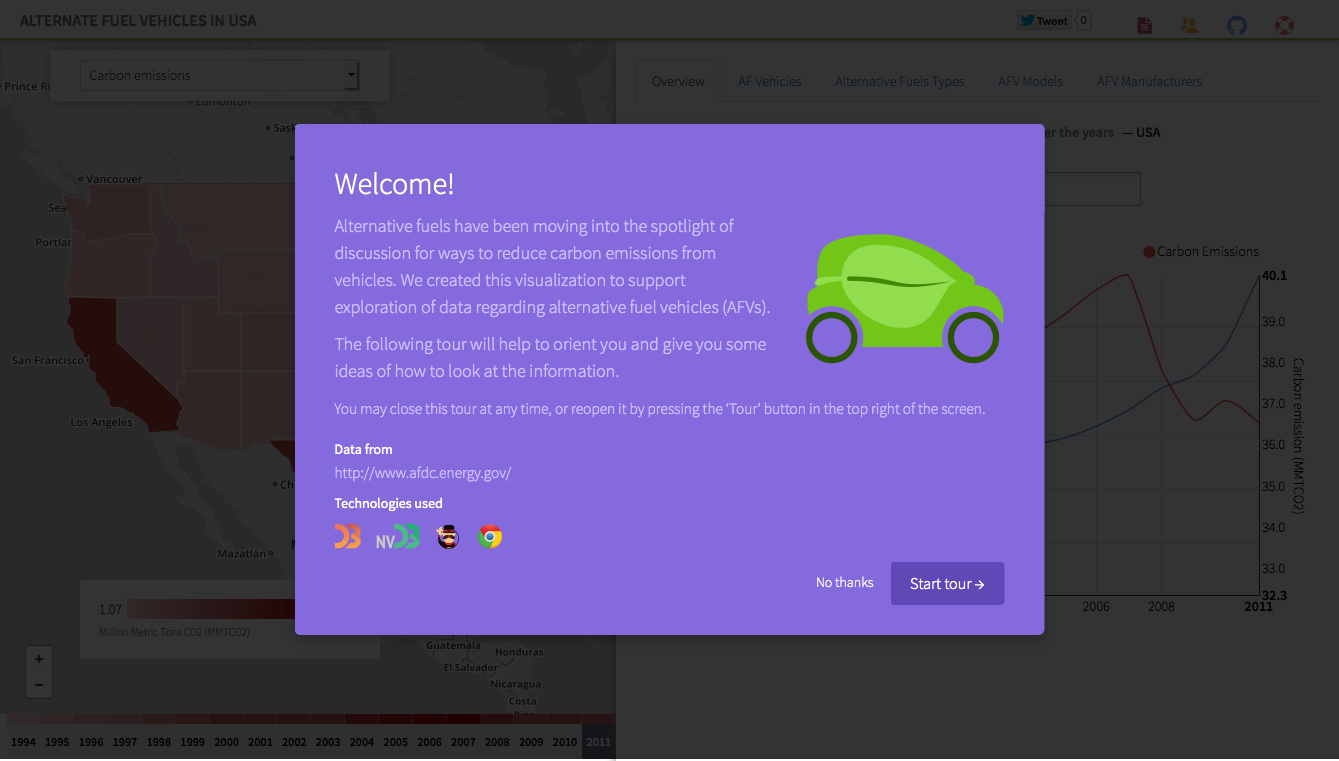 ALTERNATE FUEL VEHICLES IN USA
Tweet
0
Carbon emissions
Prince Ru
Edmonton
Sask
Vancouver
Sea
Portlan
San Francisco
Los Angeles
Ch
Mazatlán
Guatemala
Honduras
El Salvador
Nicaragua
Costa
1.07
Million Metric Tons CO2 (MMTCO2)
+
−
1994 1995 1996 1997 1998 1999 2000 2001 2002 2003 2004 2005 2006 2007 2008 2009 2010 2011
Overview AF Vehicles Alternative Fuels Types AFV Models AFV Manufacturers
er the years — USA
Carbon Emissions
40.1
39.0
38.0
37.0
36.0
35.0
34.0
33.0
32.3
Carbon emission (MMTCO2)
2006 2008 2011
Welcome!
Alternative fuels have been moving into the spotlight of
discussion for ways to reduce carbon emissions from
vehicles. We created this visualization to support
exploration of data regarding alternative fuel vehicles (AFVs).
The following tour will help to orient you and give you some
ideas of how to look at the information.
You may close this tour at any time, or reopen it by pressing the ‘Tour’ button in the top right of the screen.
Data from
http://www.afdc.energy.gov/
Technologies used
D3 NVD3
No thanks
Start tour →